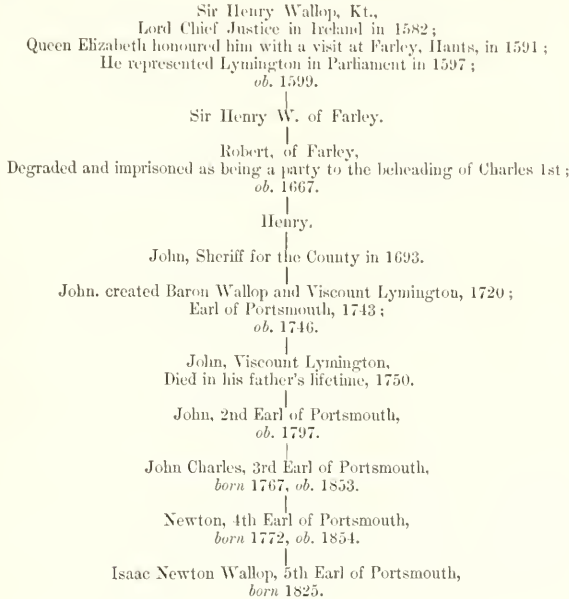 Sir Henry Wallop, Kt.,
Lord Chief Justice in Ireland in 1582;
Queen Elizabeth honoured him with a visit at Farley, Hants, in 1591;
He represented Lymington in Parliament in 1597;
ob. 1599.
Sir Henry W. of Farley.
Robert, of Farley,
Degraded and imprisoned as being a party to the beheading of Charles 1st;
ob. 1667.
Henry.
John, Sheriff for the County in 1693.
John. created Baron Wallop and Viscount Lymington, 1720;
Earl of Portsmouth, 1743;
ob. 1746.
John, Viscount Lymington,
Died in his father's lifetime, 1750.
John, 2nd Earl of Portsmouth,
ob. 1797.
John Charles, 3rd Earl of Portsmouth,
born 1767, ob. 1853.
Newton, 4th Earl of Portsmouth,
born 1772, ob. 1854.
Isaac Newton Wallop, 5th Earl of Portsmouth,
born 1825.